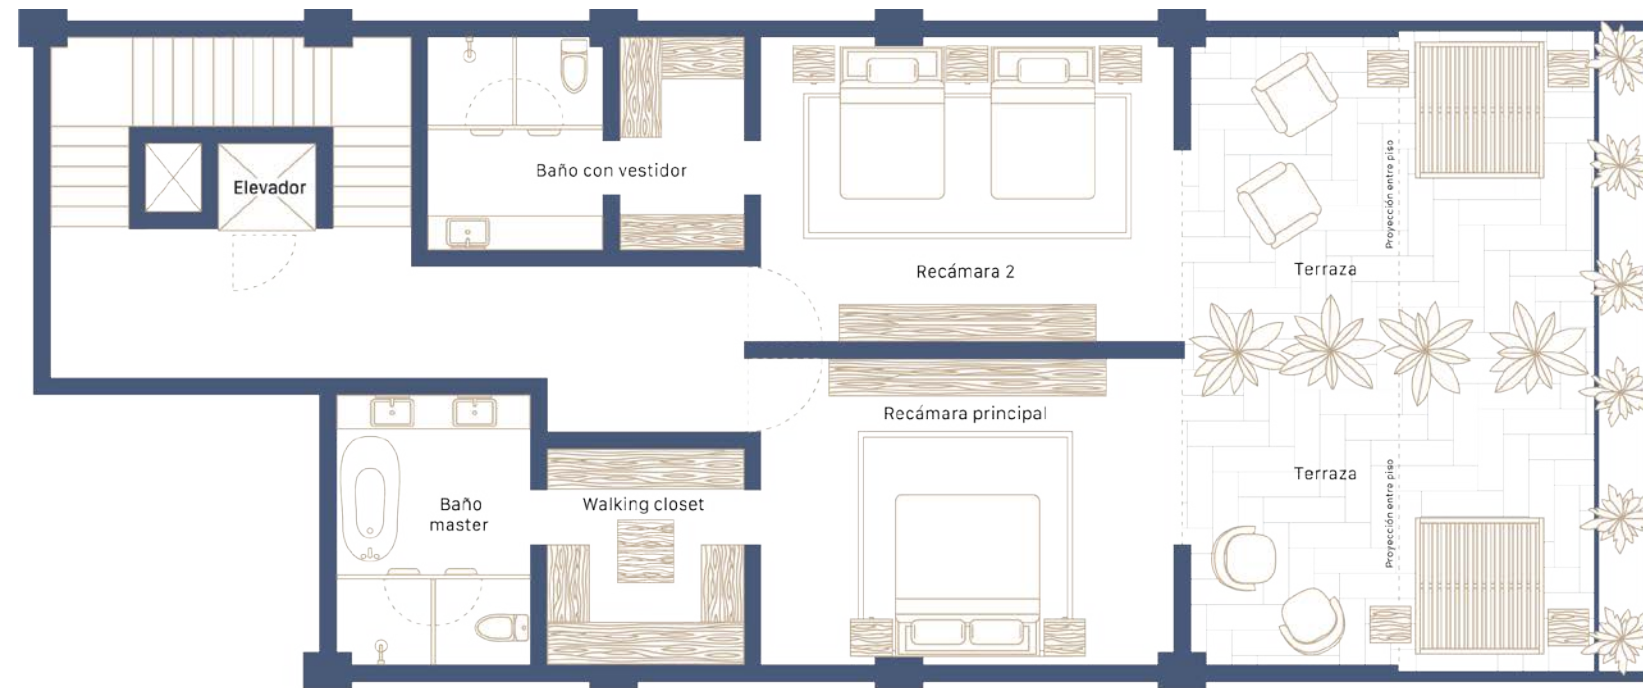 Elevador
Baño con vestidor
Recámara 2
Proyección entre piso
Terraza
Recámara principal
Terraza
Proyección entre piso
Baño
master
Walking closet